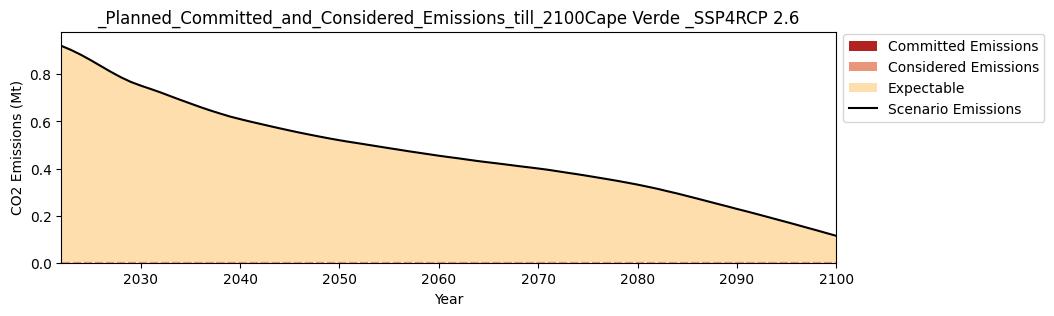 _Planned_Committed_and_Considered_Emissions_till_2100Cape Verde _SSP4RCP 2.6
Committed Emissions
Considered Emissions
Expectable
Scenario Emissions
CO2 Emissions (Mt)
0.8
0.6
0.4
0.2
0.0
2030 2040 2050 2060 2070 2080 2090 2100
Year